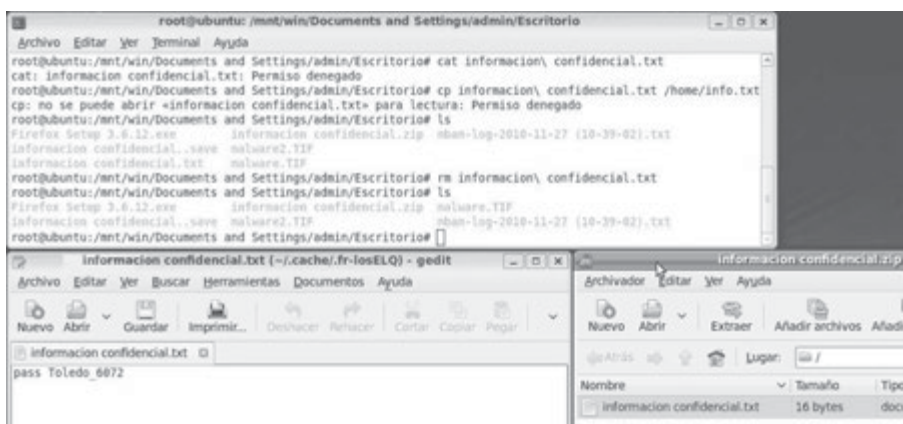 root@ubuntu: /mnt/win/Documents and Settings/admin/Escritorio
Archivo Editar Ver Terminal Ayuda
root@ubuntu:/mnt/win/Documents and Settings/admin/Escritorio# cat informacion\ confidencial.txt
cat: informacion confidencial.txt: Permiso denegado
root@ubuntu:/mnt/win/Documents and Settings/admin/Escritorio# cp informacion\ confidencial.txt /home/info.txt
cp: no se puede abrir «informacion confidencial.txt» para lectura: Permiso denegado
root@ubuntu:/mnt/win/Documents and Settings/admin/Escritorio# ls
Firefox Setup 3.6.12.exe informacion confidencial.zip mbam-log-2010-11-27 (10-39-02).txt
informacion confidencial..save malware2.TIF
informacion confidencial.txt malware.TIF
root@ubuntu:/mnt/win/Documents and Settings/admin/Escritorio# rm informacion\ confidencial.txt
root@ubuntu:/mnt/win/Documents and Settings/admin/Escritorio# ls
Firefox Setup 3.6.12.exe informacion confidencial.zip malware.TIF
informacion confidencial..save malware2.TIF mbam-log-2010-11-27 (10-39-02).txt
root@ubuntu:/mnt/win/Documents and Settings/admin/Escritorio#
informacion confidencial.txt (~/.cache/.fr-losELQ) - gedit
Archivo Editar Ver Buscar Herramientas Documentos Ayuda
Nuevo Abrir Guardar Imprimir... Deshacer Rehacer Cortar Copiar Pegar
informacion confidencial.txt
pass Toledo_6072
informacion confidencial.zip
Archivador Editar Ver Ayuda
Nuevo Abrir Extraer Añadir archivos Añadi
Atrás Lugar: /
Nombre Tamaño Tipo
informacion confidencial.txt 16 bytes doc